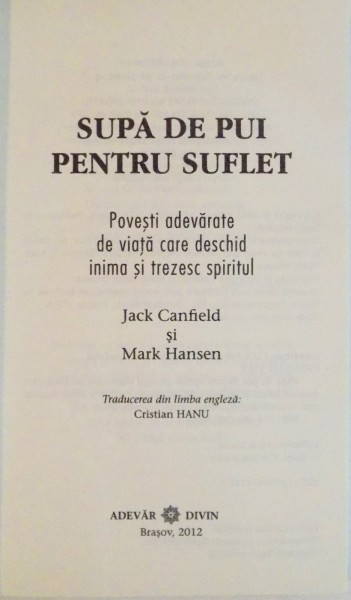 SUPĂ DE PUI
PENTRU SUFLET
Povești adevărate
de viață care deschid
inima și trezesc spiritul
Jack Canfield
și
Mark Hansen
Traducerea din limba engleză:
Cristian HANU
ADEVĂR DIVIN
Brașov, 2012